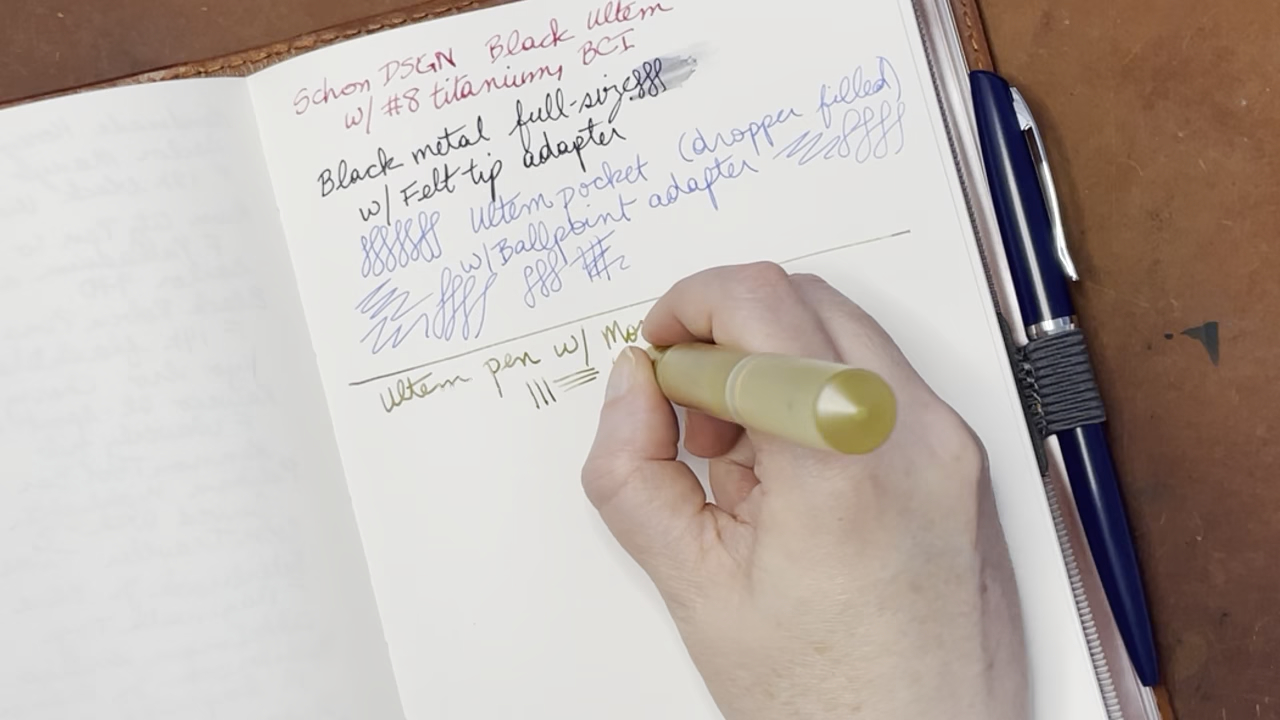 Schon DSGN Black Ultem
w/ #8 titanium, BCI
Black metal full-size
w/ Felt tip adapter
Ultem pocket (dropper filled)
w/ Ballpoint adapter
Ultem pen w/ Mo